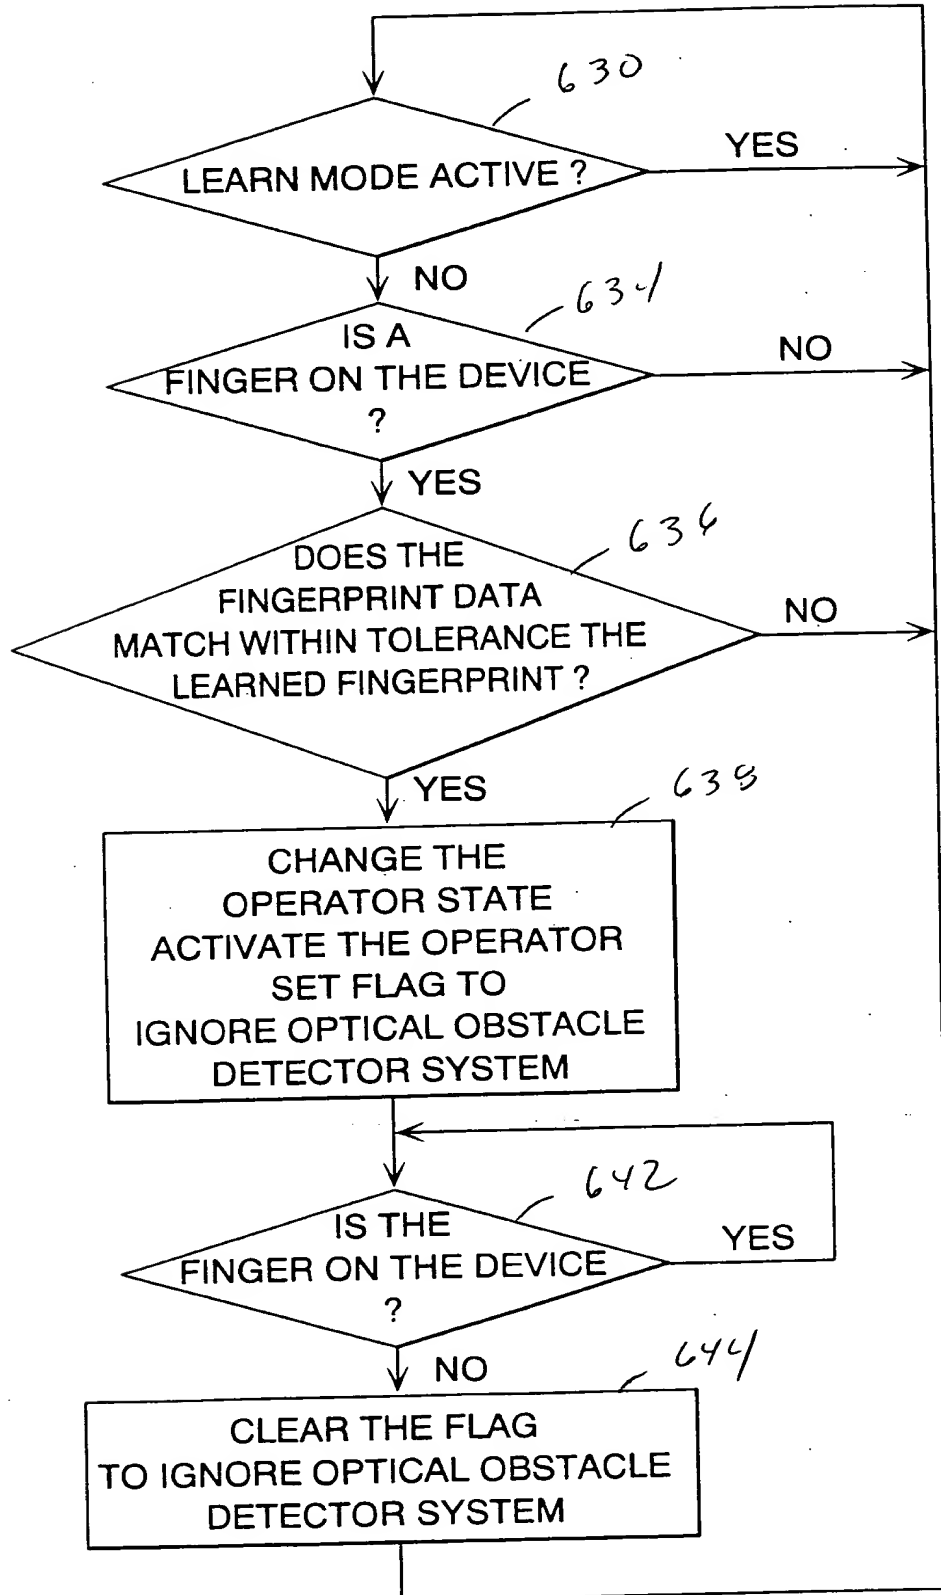 630
LEARN MODE ACTIVE ?
YES
NO
634
IS A
FINGER ON THE DEVICE
?
NO
YES
636
DOES THE
FINGERPRINT DATA
MATCH WITHIN TOLERANCE THE
LEARNED FINGERPRINT ?
NO
YES
638
CHANGE THE
OPERATOR STATE
ACTIVATE THE OPERATOR
SET FLAG TO
IGNORE OPTICAL OBSTACLE
DETECTOR SYSTEM
642
IS THE
FINGER ON THE DEVICE
?
YES
NO
644
CLEAR THE FLAG
TO IGNORE OPTICAL OBSTACLE
DETECTOR SYSTEM